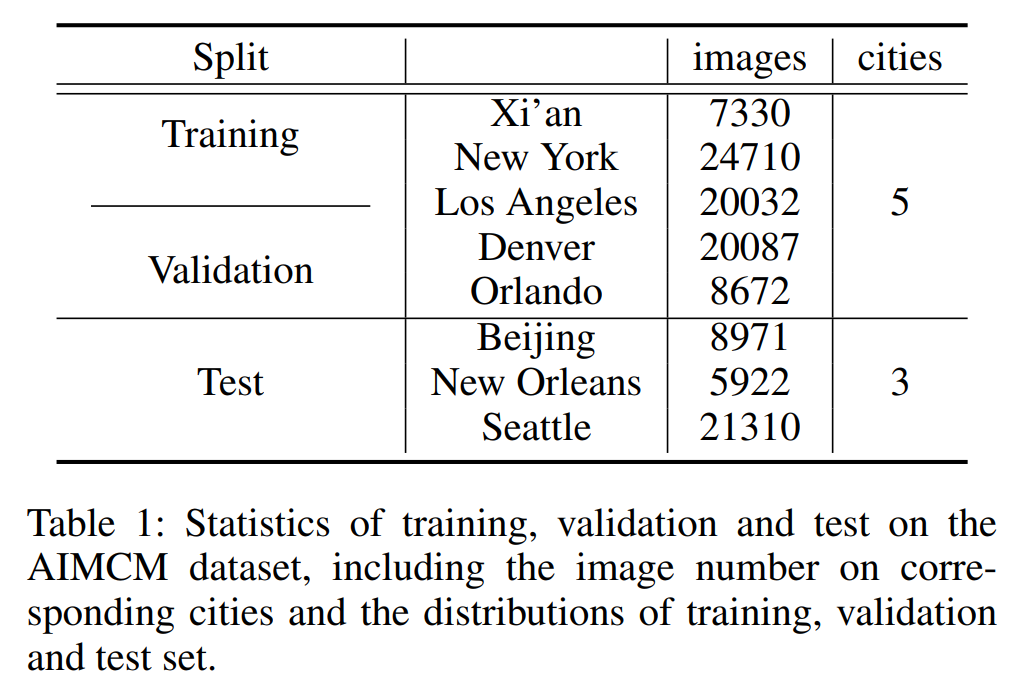 Split images cities
Training Xi’an 7330
New York 24710
Los Angeles 20032 5
Validation Denver 20087
Orlando 8672
Beijing 8971
Test New Orleans 5922 3
Seattle 21310
Table 1: Statistics of training, validation and test on the
AIMCM dataset, including the image number on corre-
sponding cities and the distributions of training, validation
and test set.